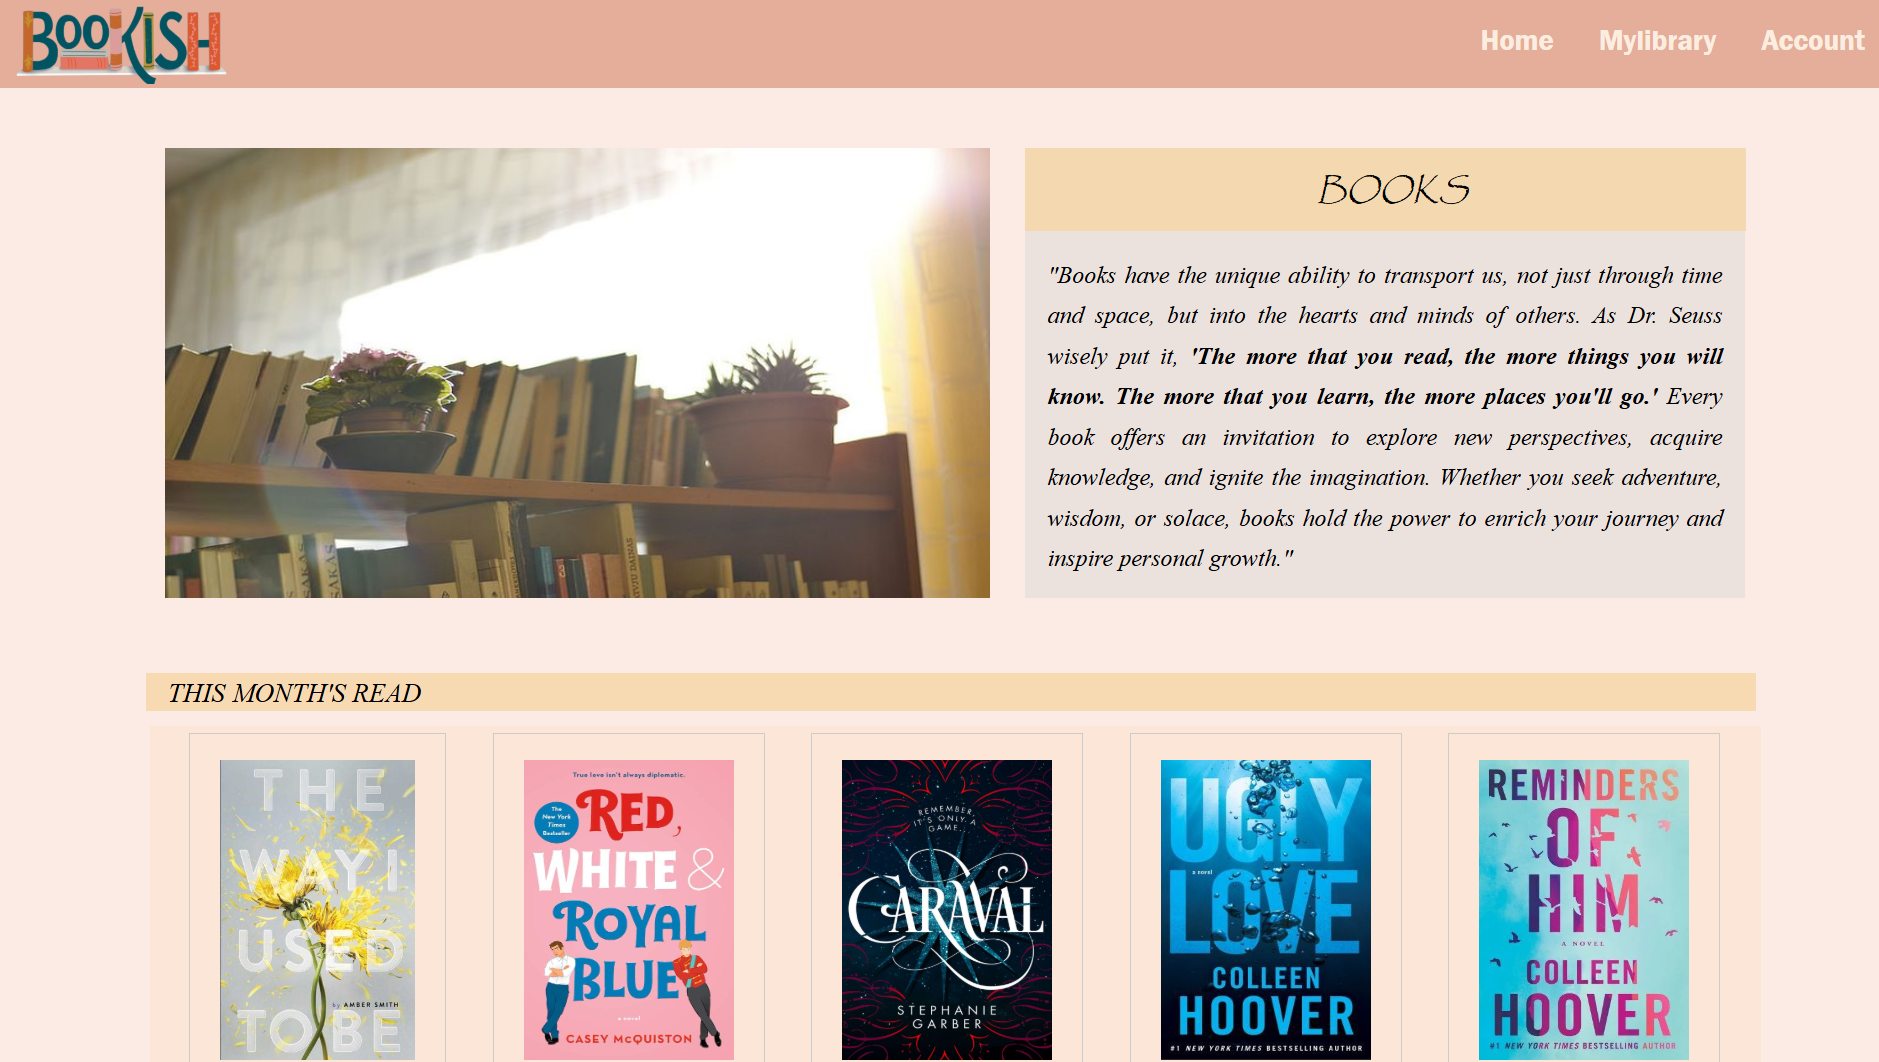 BOOKISH
Home Mylibrary Account
BOOKS
"Books have the unique ability to transport us, not just through time
and space, but into the hearts and minds of others. As Dr. Seuss
wisely put it, 'The more that you read, the more things you will
know. The more that you learn, the more places you'll go.' Every
book offers an invitation to explore new perspectives, acquire
knowledge, and ignite the imagination. Whether you seek adventure,
wisdom, or solace, books hold the power to enrich your journey and
inspire personal growth."
THIS MONTH'S READ
THE
WAY I
USED
by AMBER SMITH
TO BE
True love isn't always diplomatic.
The
New York
Times
Bestseller
RED,
WHITE &
ROYAL
BLUE
a novel
CASEY McQUISTON
REMEMBER,
IT'S ONLY A
GAME...
CARAVAL
STEPHANIE
GARBER
UGLY
a novel
LOVE
COLLEEN
HOOVER
#1 NEW YORK TIMES BESTSELLING AUTHOR
REMINDERS
OF
HIM
A NOVEL
COLLEEN
HOOVER
#1 NEW YORK TIMES BESTSELLING AUTHOR